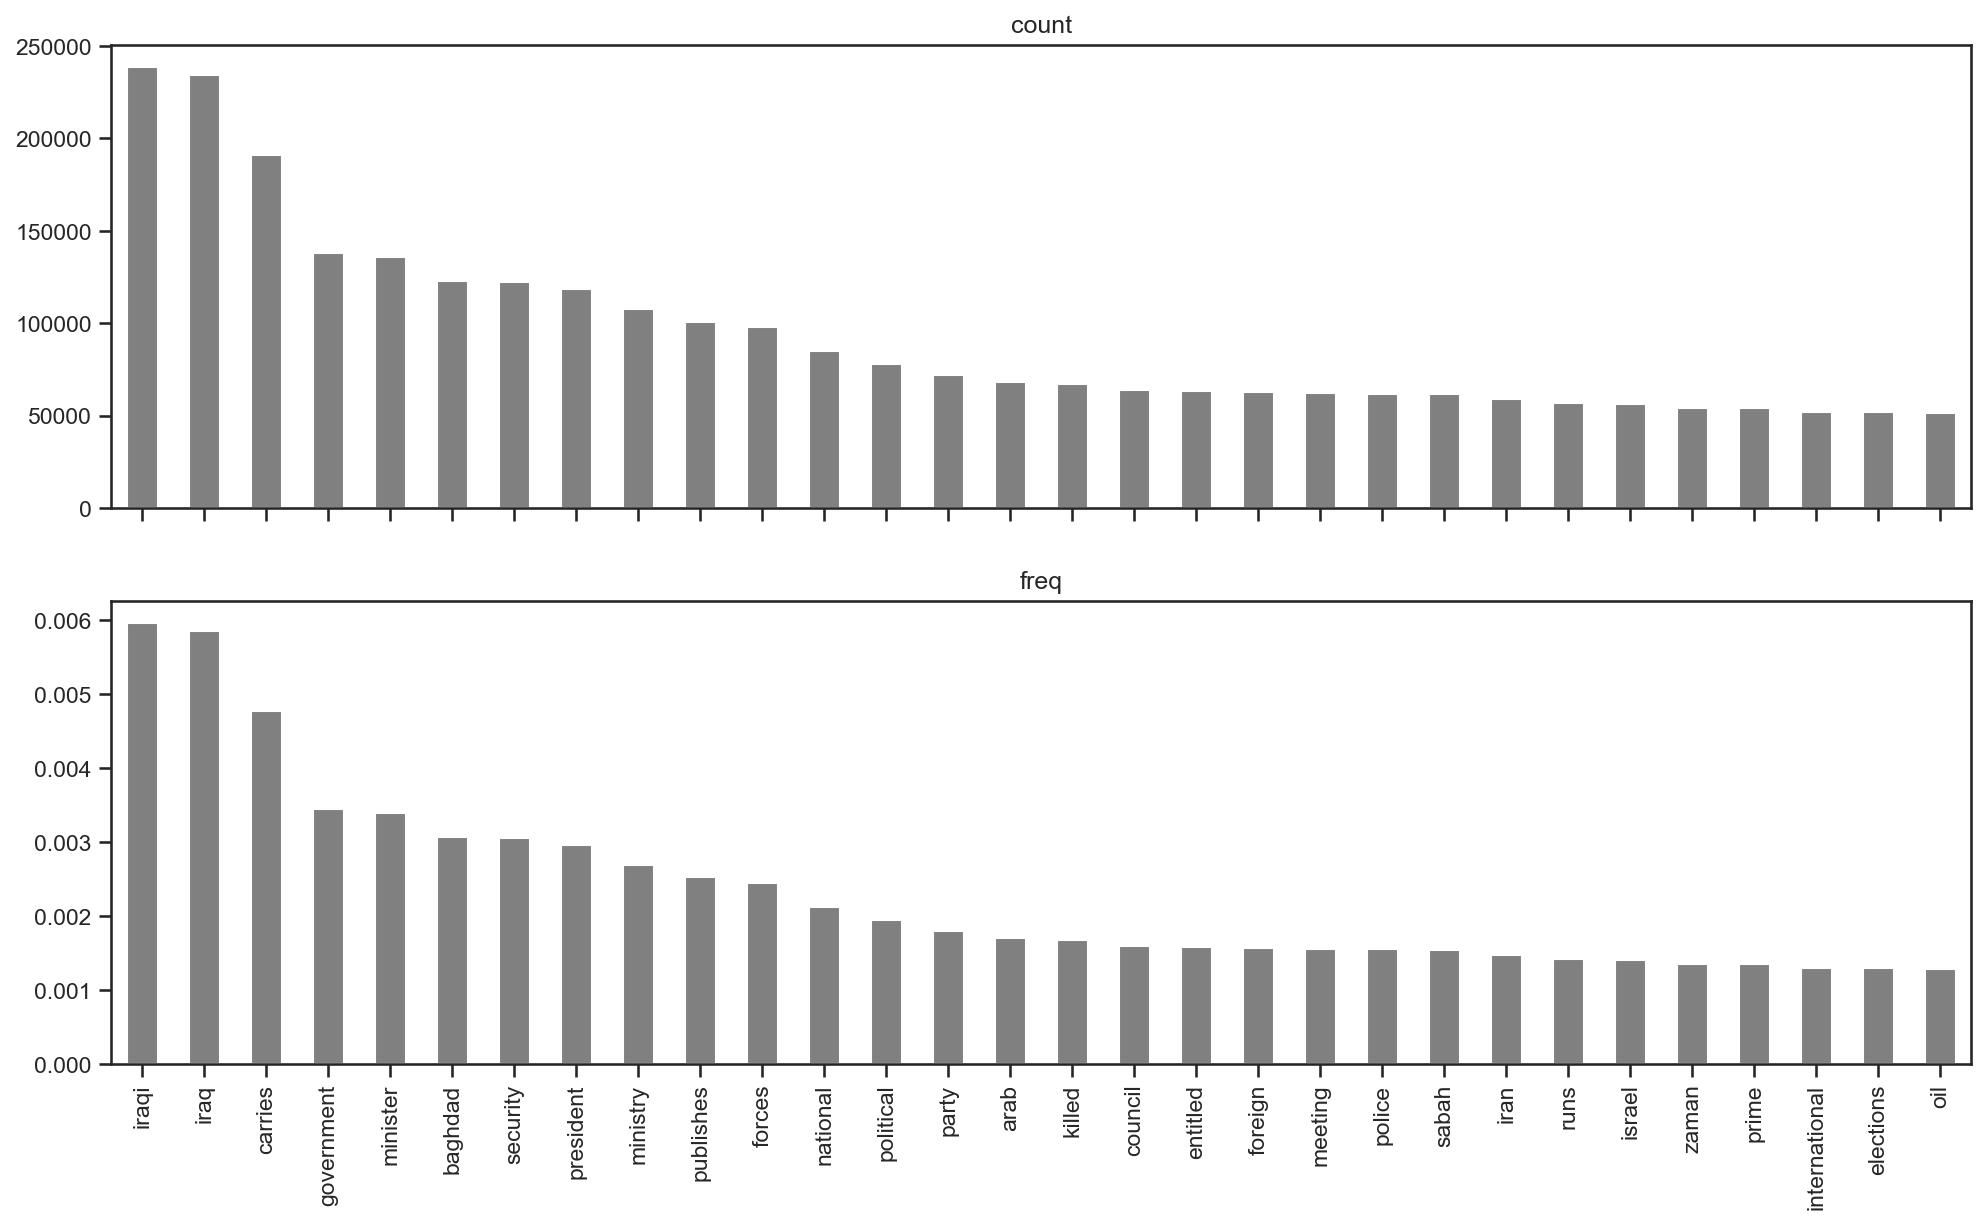 count
250000
200000
150000
100000
50000
0
freq
0.006
0.005
0.004
0.003
0.002
0.001
0.000
iraqi
iraq
carries
government
minister
baghdad
security
president
ministry
publishes
forces
national
political
party
arab
killed
council
entitled
foreign
meeting
police
sabah
iran
runs
israel
zaman
prime
international
elections
oil